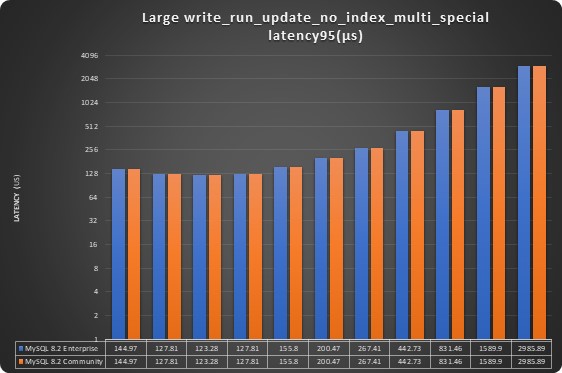 Large write_run_update_no_index_multi_special
latency95(µs)
4096
2048
1024
512
256
128
64
32
16
8
4
2
1
LATENCY (US)
MySQL 8.2 Enterprise 144.97 127.81 123.28 127.81 155.8 200.47 267.41 442.73 831.46 1589.9 2985.89
MySQL 8.2 Community 144.97 127.81 123.28 127.81 155.8 200.47 267.41 442.73 831.46 1589.9 2985.89